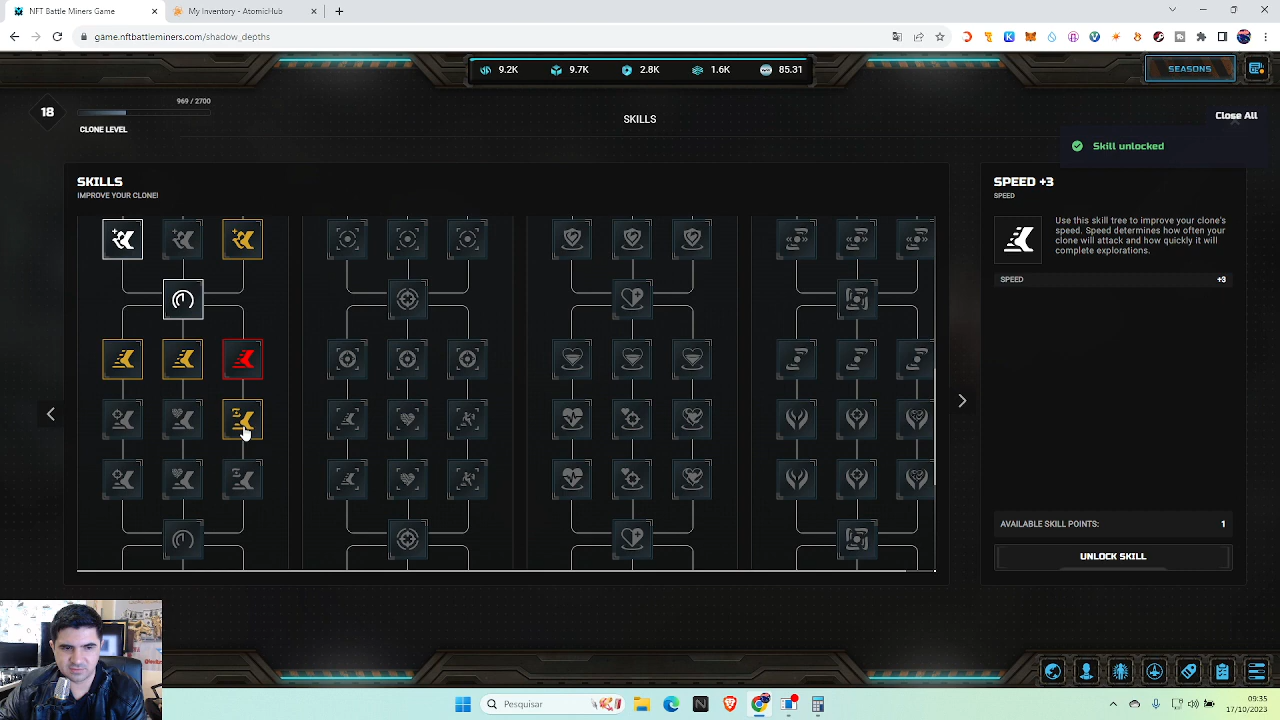 NFT Battle Miners Game
My Inventory - AtomicHub
game.nftbattleminers.com/shadow_depths
9.2K
9.7K
2.8K
1.6K
85.31
SEASONS
18
969 / 2700
CLONE LEVEL
SKILLS
Close All
Skill unlocked
SKILLS
IMPROVE YOUR CLONE!
SPEED +3
SPEED
Use this skill tree to improve your clone's
speed. Speed determines how often your
clone will attack and how quickly it will
complete explorations.
SPEED
+3
AVAILABLE SKILL POINTS:
1
UNLOCK SKILL
Pesquisar
09:35
17/10/2023